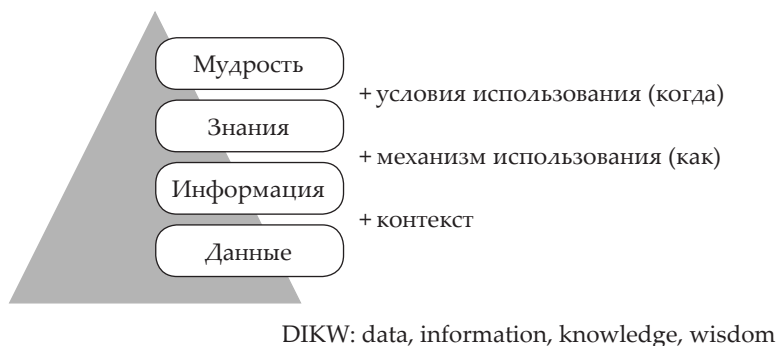 Мудрость
+ условия использования (когда)
Знания
+ механизм использования (как)
Информация
+ контекст
Данные
DIKW: data, information, knowledge, wisdom